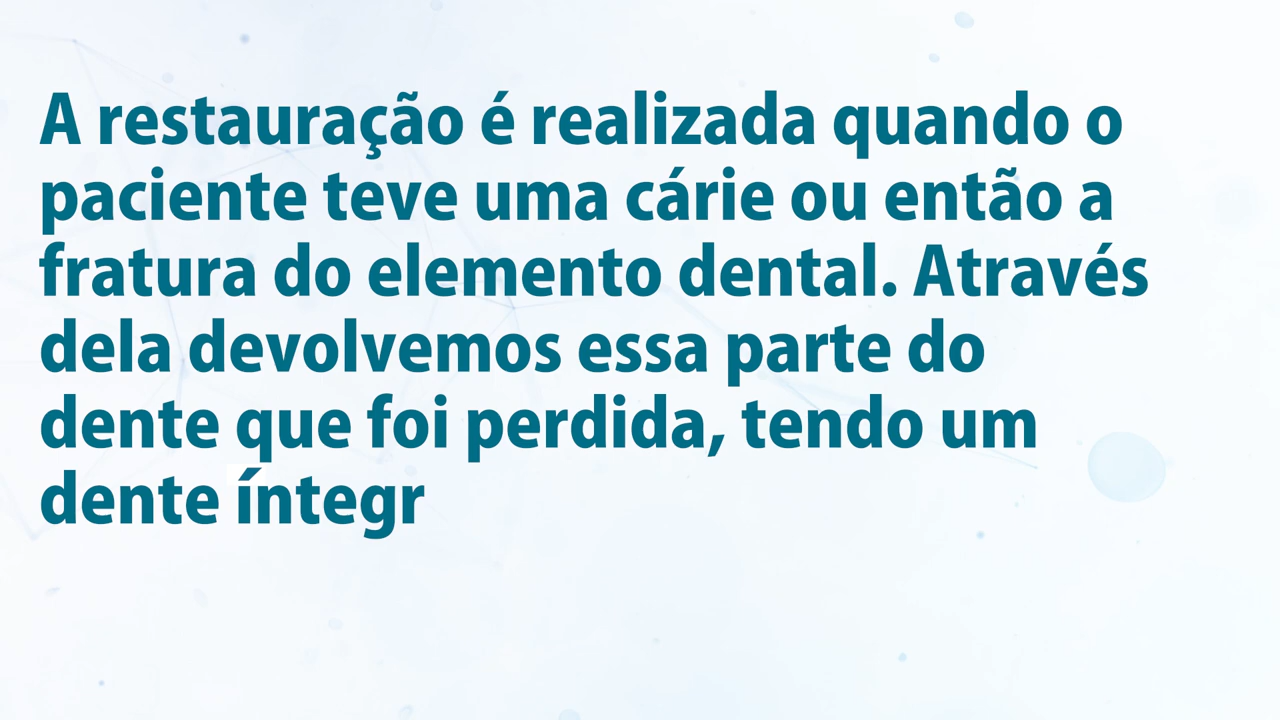 A restauração é realizada quando o
paciente teve uma cárie ou então a
fratura do elemento dental. Através
dela devolvemos essa parte do
dente que foi perdida, tendo um
dente íntegr